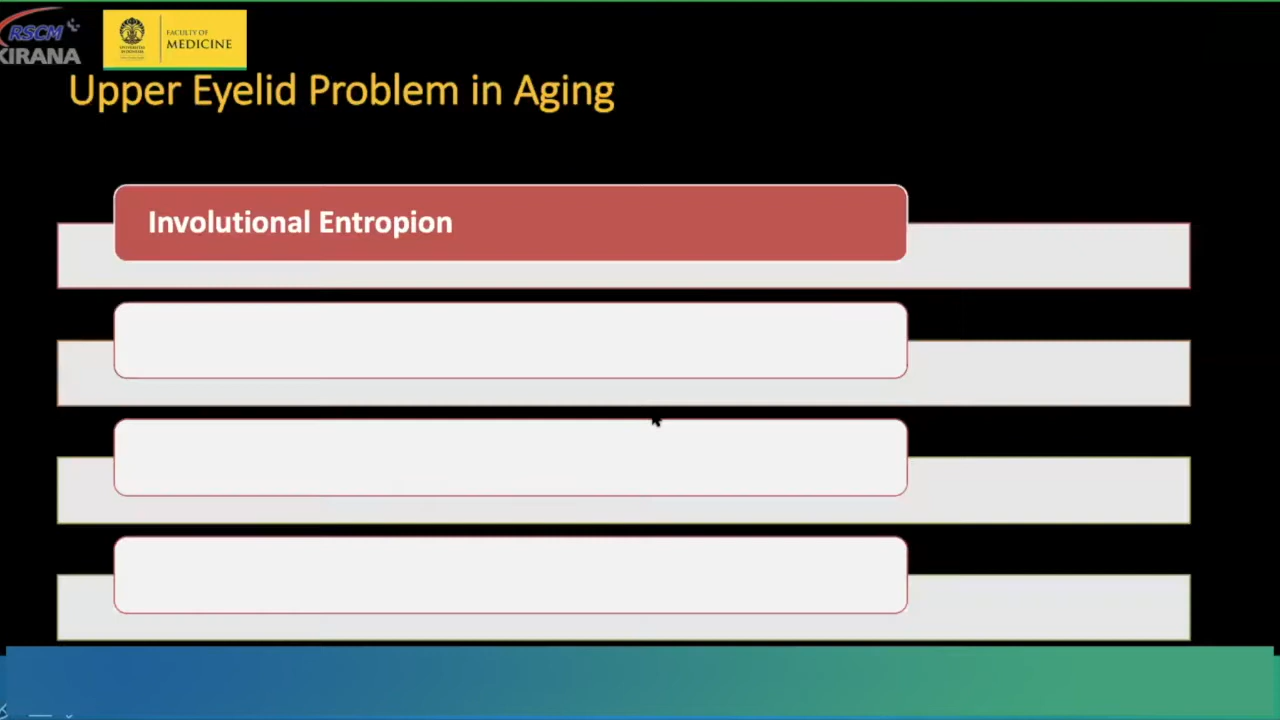 RSCM
KIRANA
FACULTY OF
MEDICINE
Upper Eyelid Problem in Aging
Involutional Entropion